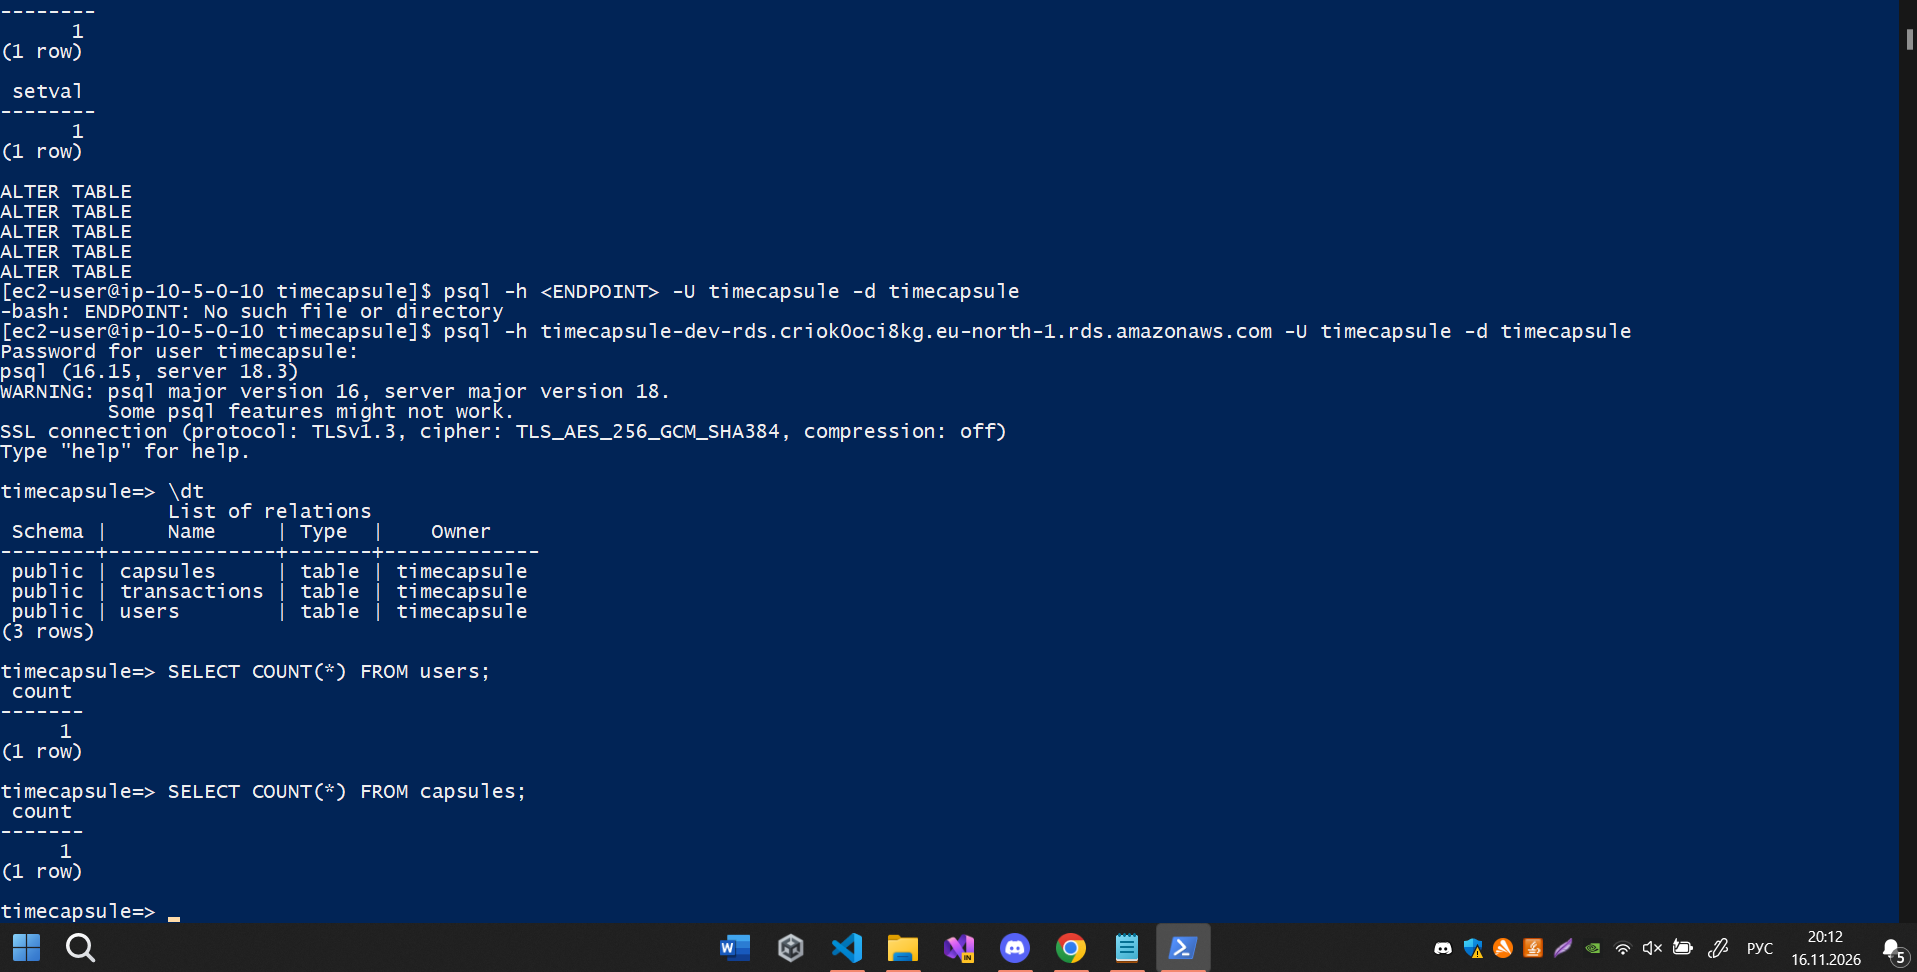 --------
      1
(1 row)
 setval
--------
      1
(1 row)
ALTER TABLE
ALTER TABLE
ALTER TABLE
ALTER TABLE
ALTER TABLE
[ec2-user@ip-10-5-0-10 timecapsule]$ psql -h <ENDPOINT> -U timecapsule -d timecapsule
-bash: ENDPOINT: No such file or directory
[ec2-user@ip-10-5-0-10 timecapsule]$ psql -h timecapsule-dev-rds.criok0oci8kg.eu-north-1.rds.amazonaws.com -U timecapsule -d timecapsule
Password for user timecapsule:
psql (16.15, server 18.3)
WARNING: psql major version 16, server major version 18.
         Some psql features might not work.
SSL connection (protocol: TLSv1.3, cipher: TLS_AES_256_GCM_SHA384, compression: off)
Type "help" for help.
timecapsule=> \dt
              List of relations
 Schema |     Name     | Type  |    Owner
--------+--------------+-------+-------------
 public | capsules     | table | timecapsule
 public | transactions | table | timecapsule
 public | users        | table | timecapsule
(3 rows)
timecapsule=> SELECT COUNT(*) FROM users;
 count
-------
     1
(1 row)
timecapsule=> SELECT COUNT(*) FROM capsules;
 count
-------
     1
(1 row)
timecapsule=>
W
IN
РУС
20:12
16.11.2026
5